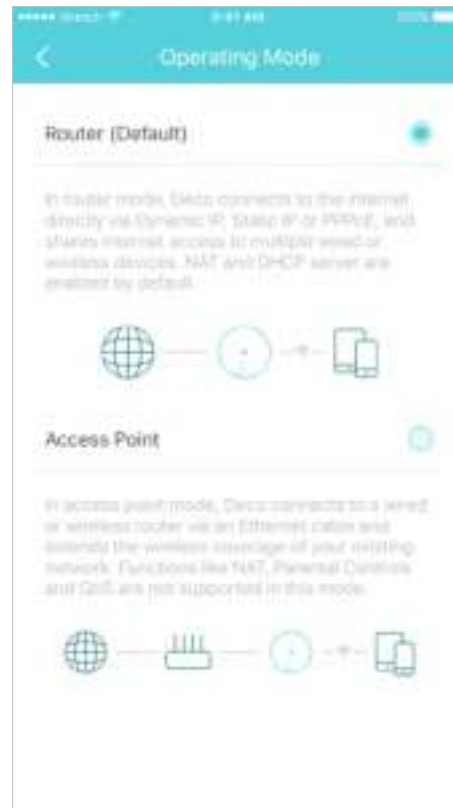 9:41 AM
Operating Mode
Router (Default)
In router mode, Deco connects to the internet
directly via Dynamic IP, Static IP or PPPoE, and
shares internet access to multiple wired or
wireless devices. NAT and DHCP server are
enabled by default.
Access Point
In access point mode, Deco connects to a wired
or wireless router via an Ethernet cable and
extends the wireless coverage of your existing
network. Functions like NAT, Parental Controls
and QoS are not supported in this mode.